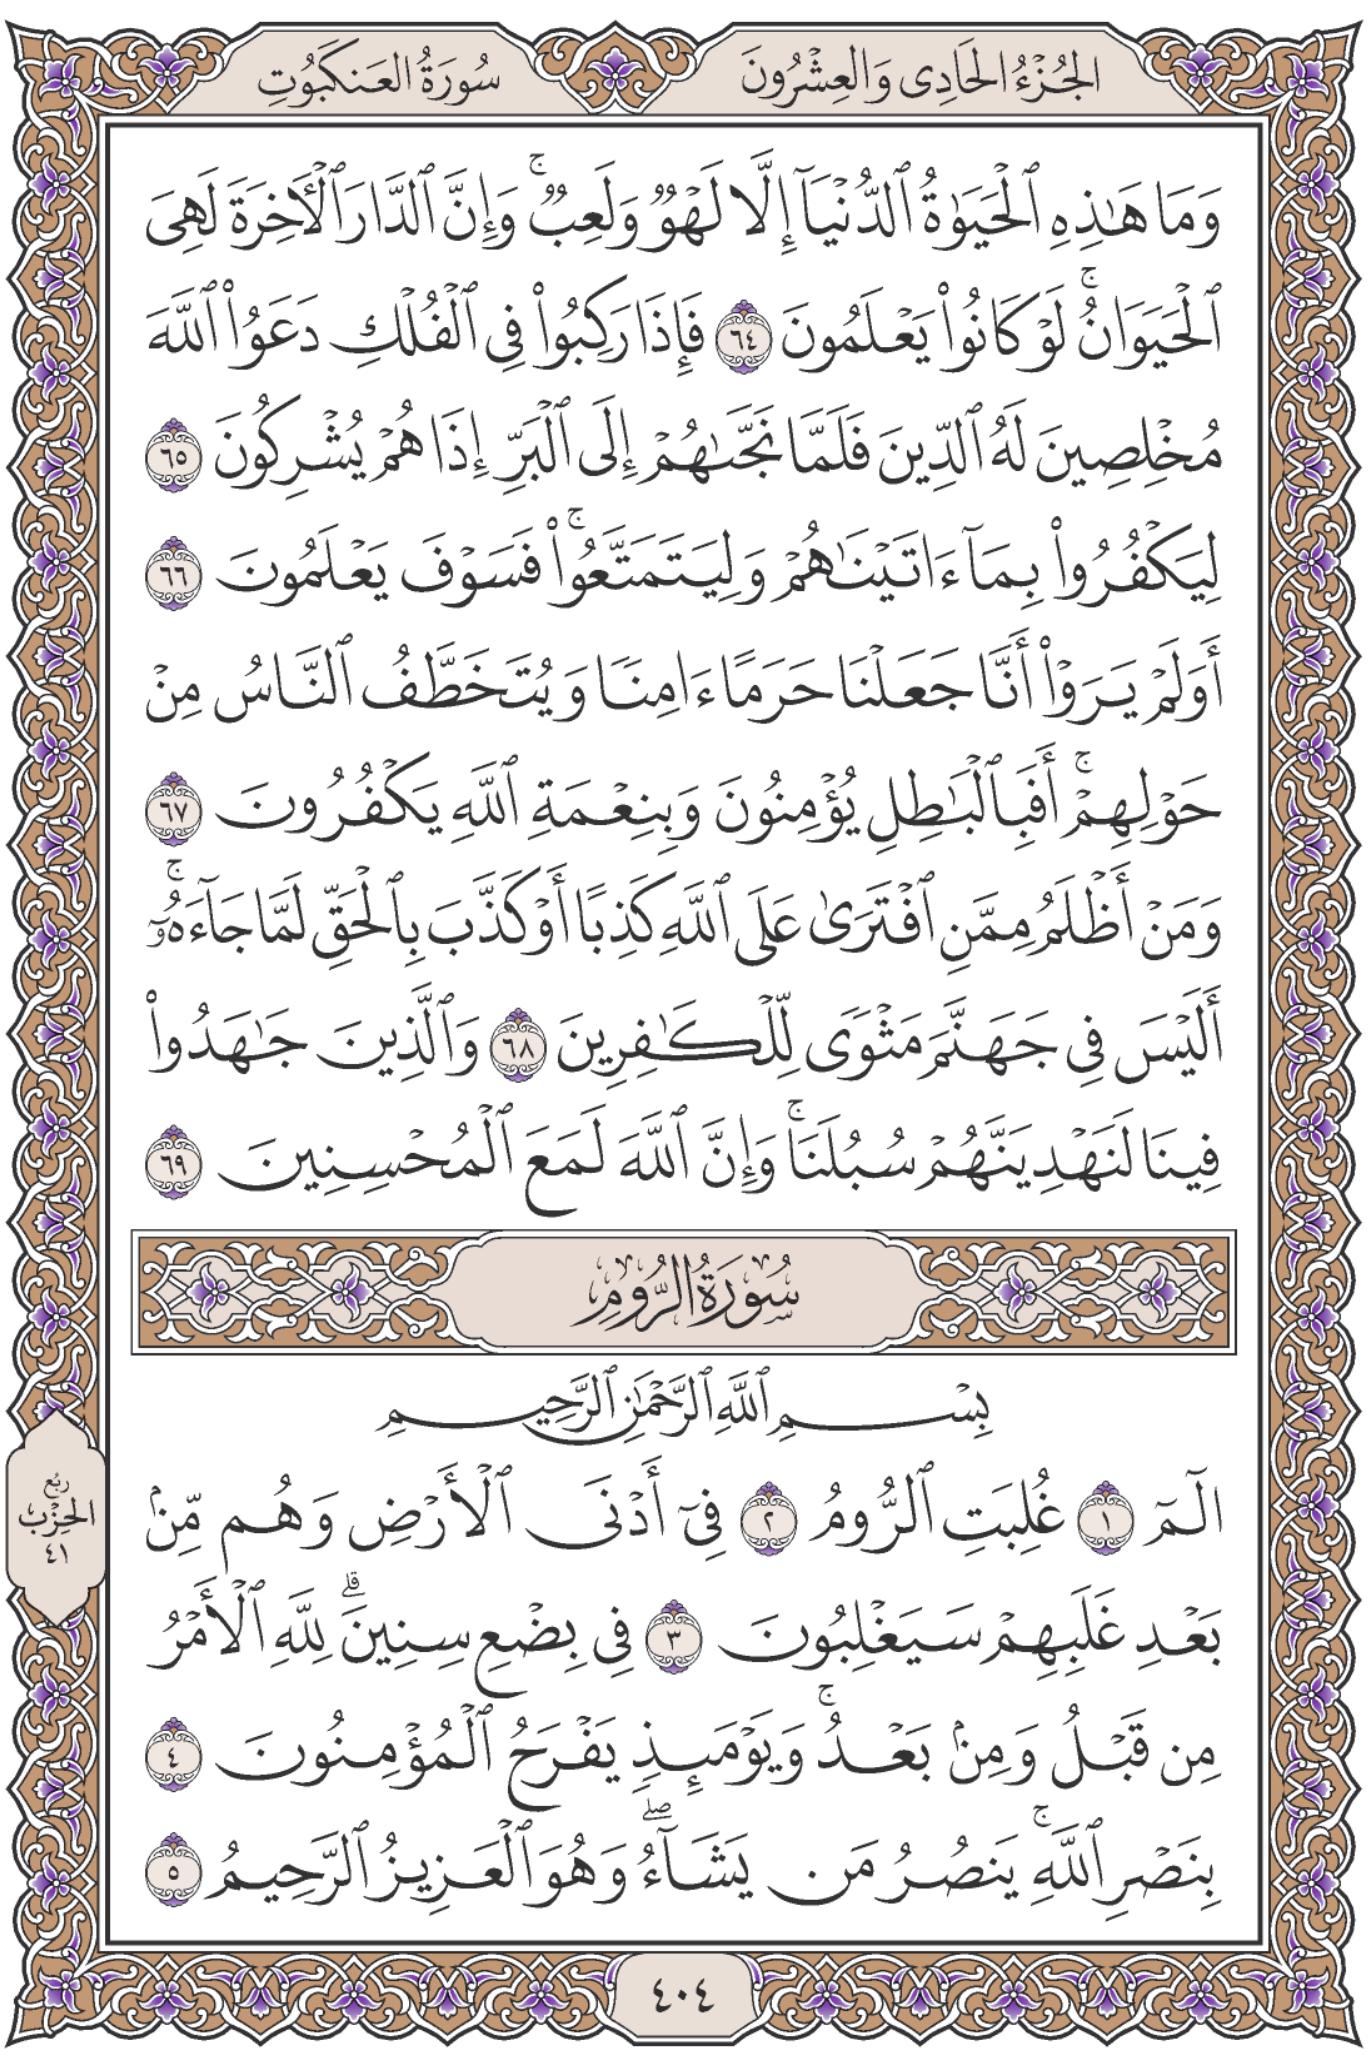 الجُزْءُ الحَادِى وَالعِشْرُونَ
سُورَةُ العَنكَبُوتِ
وَمَا هَٰذِهِ ٱلْحَيَوٰةُ ٱلدُّنْيَآ إِلَّا لَهْوٌ وَلَعِبٌ ۚ وَإِنَّ ٱلدَّارَ ٱلْأَخِرَةَ لَهِىَ
ٱلْحَيَوَانُ ۚ لَوْ كَانُوا۟ يَعْلَمُونَ ٦٤ فَإِذَا رَكِبُوا۟ فِى ٱلْفُلْكِ دَعَوُا۟ ٱللَّهَ
مُخْلِصِينَ لَهُ ٱلدِّينَ فَلَمَّا نَجَّىٰهُمْ إِلَى ٱلْبَرِّ إِذَا هُمْ يُشْرِكُونَ ٦٥
لِيَكْفُرُوا۟ بِمَآ ءَاتَيْنَٰهُمْ وَلِيَتَمَتَّعُوا۟ ۚ فَسَوْفَ يَعْلَمُونَ ٦٦
أَوَلَمْ يَرَوْا۟ أَنَّا جَعَلْنَا حَرَمًا ءَامِنًا وَيُتَخَطَّفُ ٱلنَّاسُ مِنْ
حَوْلِهِمْ ۚ أَفَبِٱلْبَٰطِلِ يُؤْمِنُونَ وَبِنِعْمَةِ ٱللَّهِ يَكْفُرُونَ ٦٧
وَمَنْ أَظْلَمُ مِمَّنِ ٱفْتَرَىٰ عَلَى ٱللَّهِ كَذِبًا أَوْ كَذَّبَ بِٱلْحَقِّ لَمَّا جَآءَهُۥٓ ۚ
أَلَيْسَ فِى جَهَنَّمَ مَثْوًى لِّلْكَٰفِرِينَ ٦٨ وَٱلَّذِينَ جَٰهَدُوا۟
فِينَا لَنَهْدِيَنَّهُمْ سُبُلَنَا ۚ وَإِنَّ ٱللَّهَ لَمَعَ ٱلْمُحْسِنِينَ ٦٩
سُورَةُ الرُّومِ
بِسْمِ ٱللَّهِ ٱلرَّحْمَٰنِ ٱلرَّحِيمِ
الٓمٓ ١ غُلِبَتِ ٱلرُّومُ ٢ فِىٓ أَدْنَى ٱلْأَرْضِ وَهُم مِّنۢ
بَعْدِ غَلَبِهِمْ سَيَغْلِبُونَ ٣ فِى بِضْعِ سِنِينَ ۗ لِلَّهِ ٱلْأَمْرُ
مِن قَبْلُ وَمِنۢ بَعْدُ ۚ وَيَوْمَئِذٍ يَفْرَحُ ٱلْمُؤْمِنُونَ ٤
بِنَصْرِ ٱللَّهِ ۚ يَنصُرُ مَن يَشَآءُ ۖ وَهُوَ ٱلْعَزِيزُ ٱلرَّحِيمُ ٥
ربُع
الحِزْب
٤١
٤٠٤